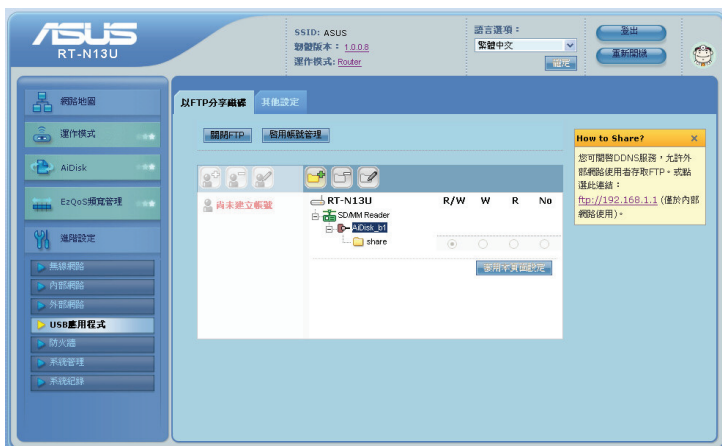 ASUS
RT-N13U
SSID: ASUS
韌體版本： 1.0.0.8
運作模式: Router
語言選項：
繁體中文
確定
登出
重新開機
網路地圖
運作模式
AiDisk
EzQoS頻寬管理
進階設定
無線網路
內部網路
外部網路
USB應用程式
防火牆
系統管理
系統紀錄
以FTP分享磁碟
其他設定
關閉FTP
啟用帳號管理
尚未建立帳號
RT-N13U
R/W W R No
SD/MM Reader
AiDisk_b1
share
套用本頁面設定
How to Share?
您可開啟DDNS服務，允許外
部網路使用者存取FTP。或點
選此連結：
ftp://192.168.1.1 (僅於內部
網路使用)。